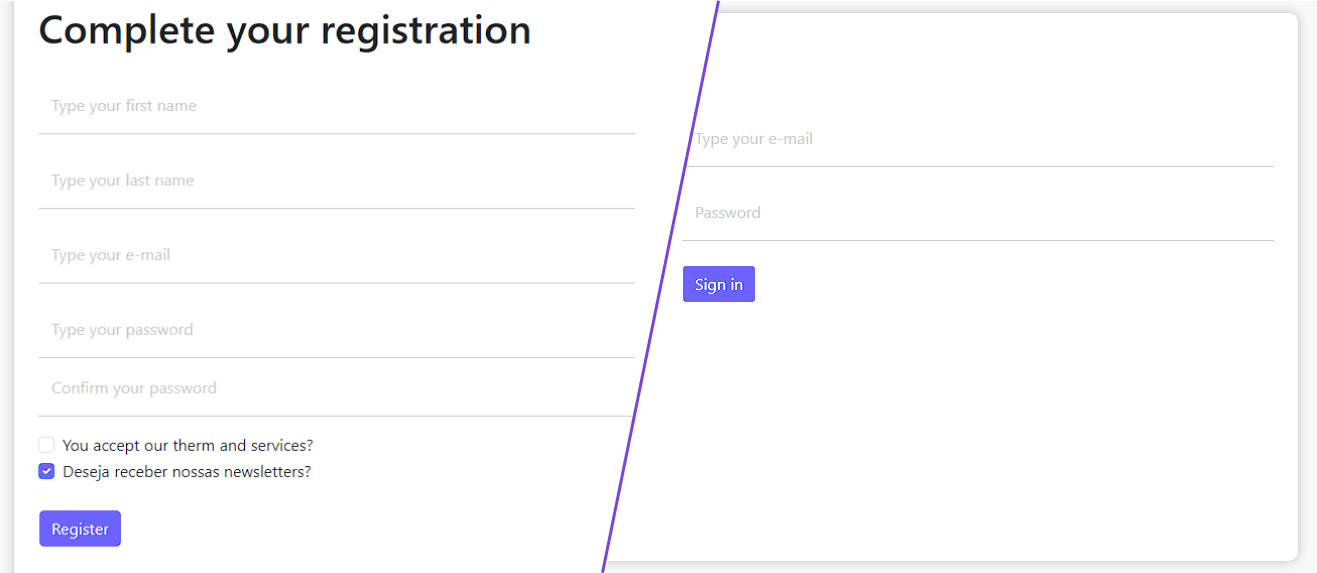 Complete your registration
Type your first name
Type your last name
Type your e-mail
Type your password
Confirm your password
You accept our therm and services?
Deseja receber nossas newsletters?
Register
Type your e-mail
Password
Sign in